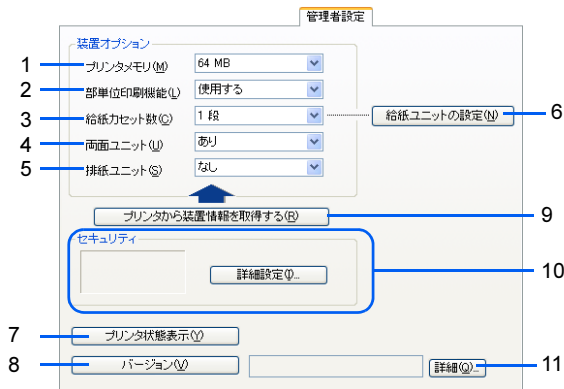 管理者設定
装置オプション
1 プリンタメモリ(M) 64 MB
2 部単位印刷機能(L) 使用する
3 給紙カセット数(C) 1 段 給紙ユニットの設定(N) 6
4 両面ユニット(U) あり
5 排紙ユニット(S) なし
プリンタから装置情報を取得する(R) 9
セキュリティ
詳細設定(I)... 10
7 プリンタ状態表示(Y)
8 バージョン(V) 詳細(Q)... 11